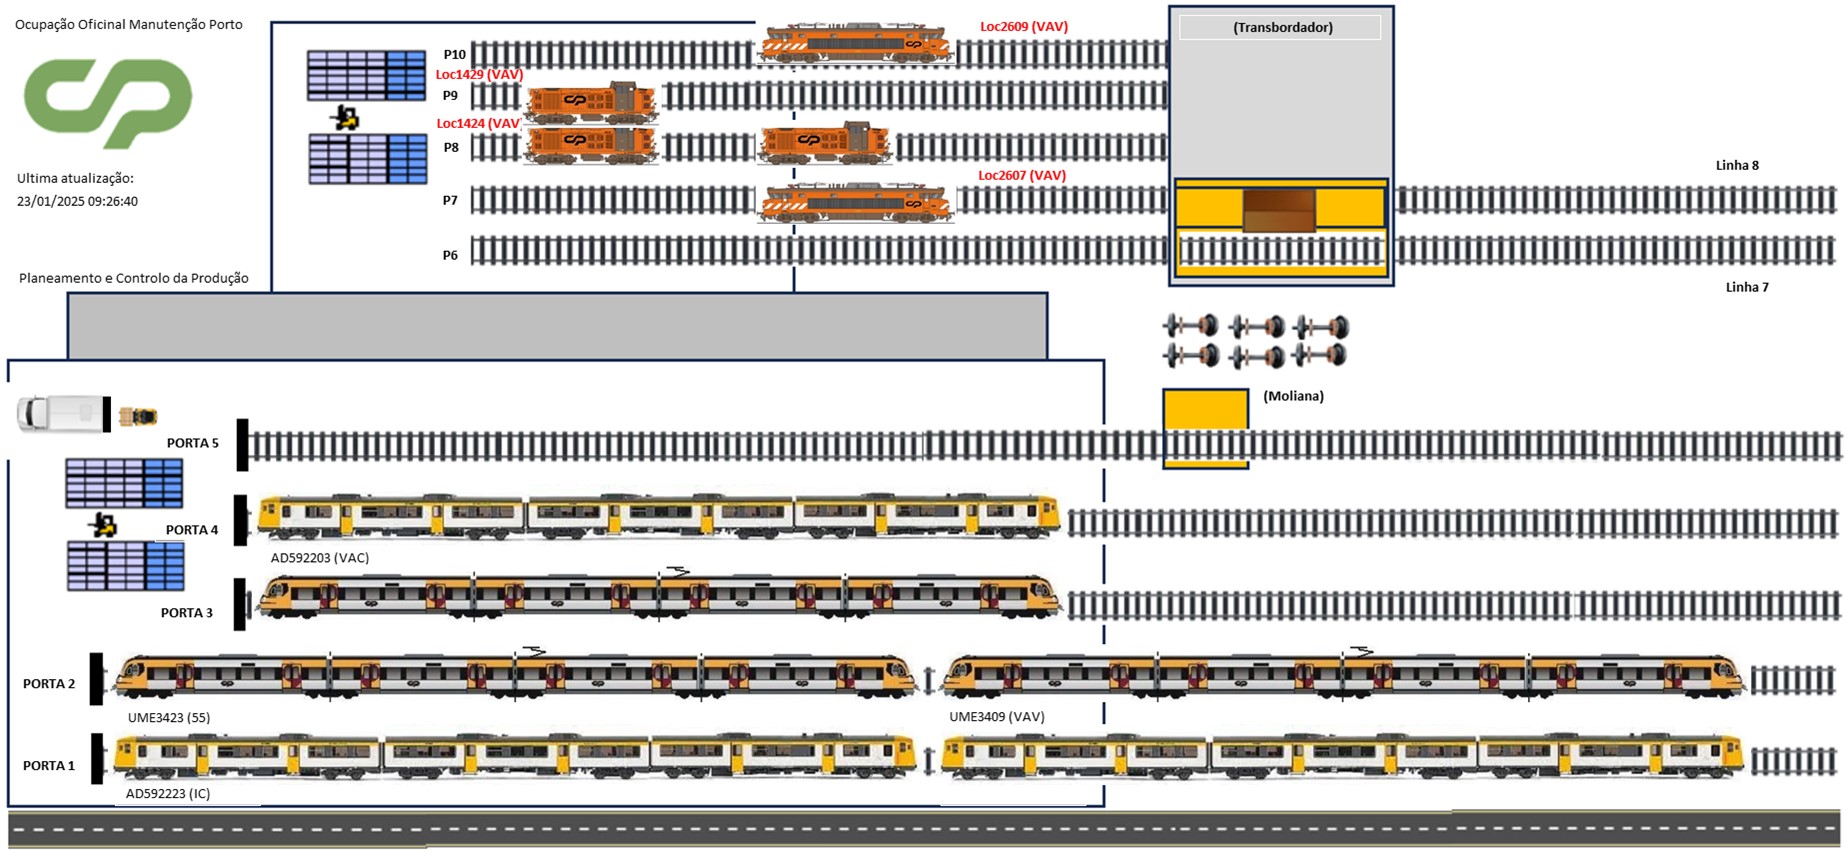 Ocupação Oficinal Manutenção Porto
CP
Ultima atualização:
23/01/2025 09:26:40
Planeamento e Controlo da Produção
Loc2609 (VAV)
(Transbordador)
P10
Loc1429 (VAV)
P9
Loc1424 (VAV)
P8
Loc2607 (VAV)
P7
P6
Linha 8
Linha 7
(Moliana)
PORTA 5
PORTA 4
AD592203 (VAC)
PORTA 3
PORTA 2
UME3423 (55)
UME3409 (VAV)
PORTA 1
AD592223 (IC)